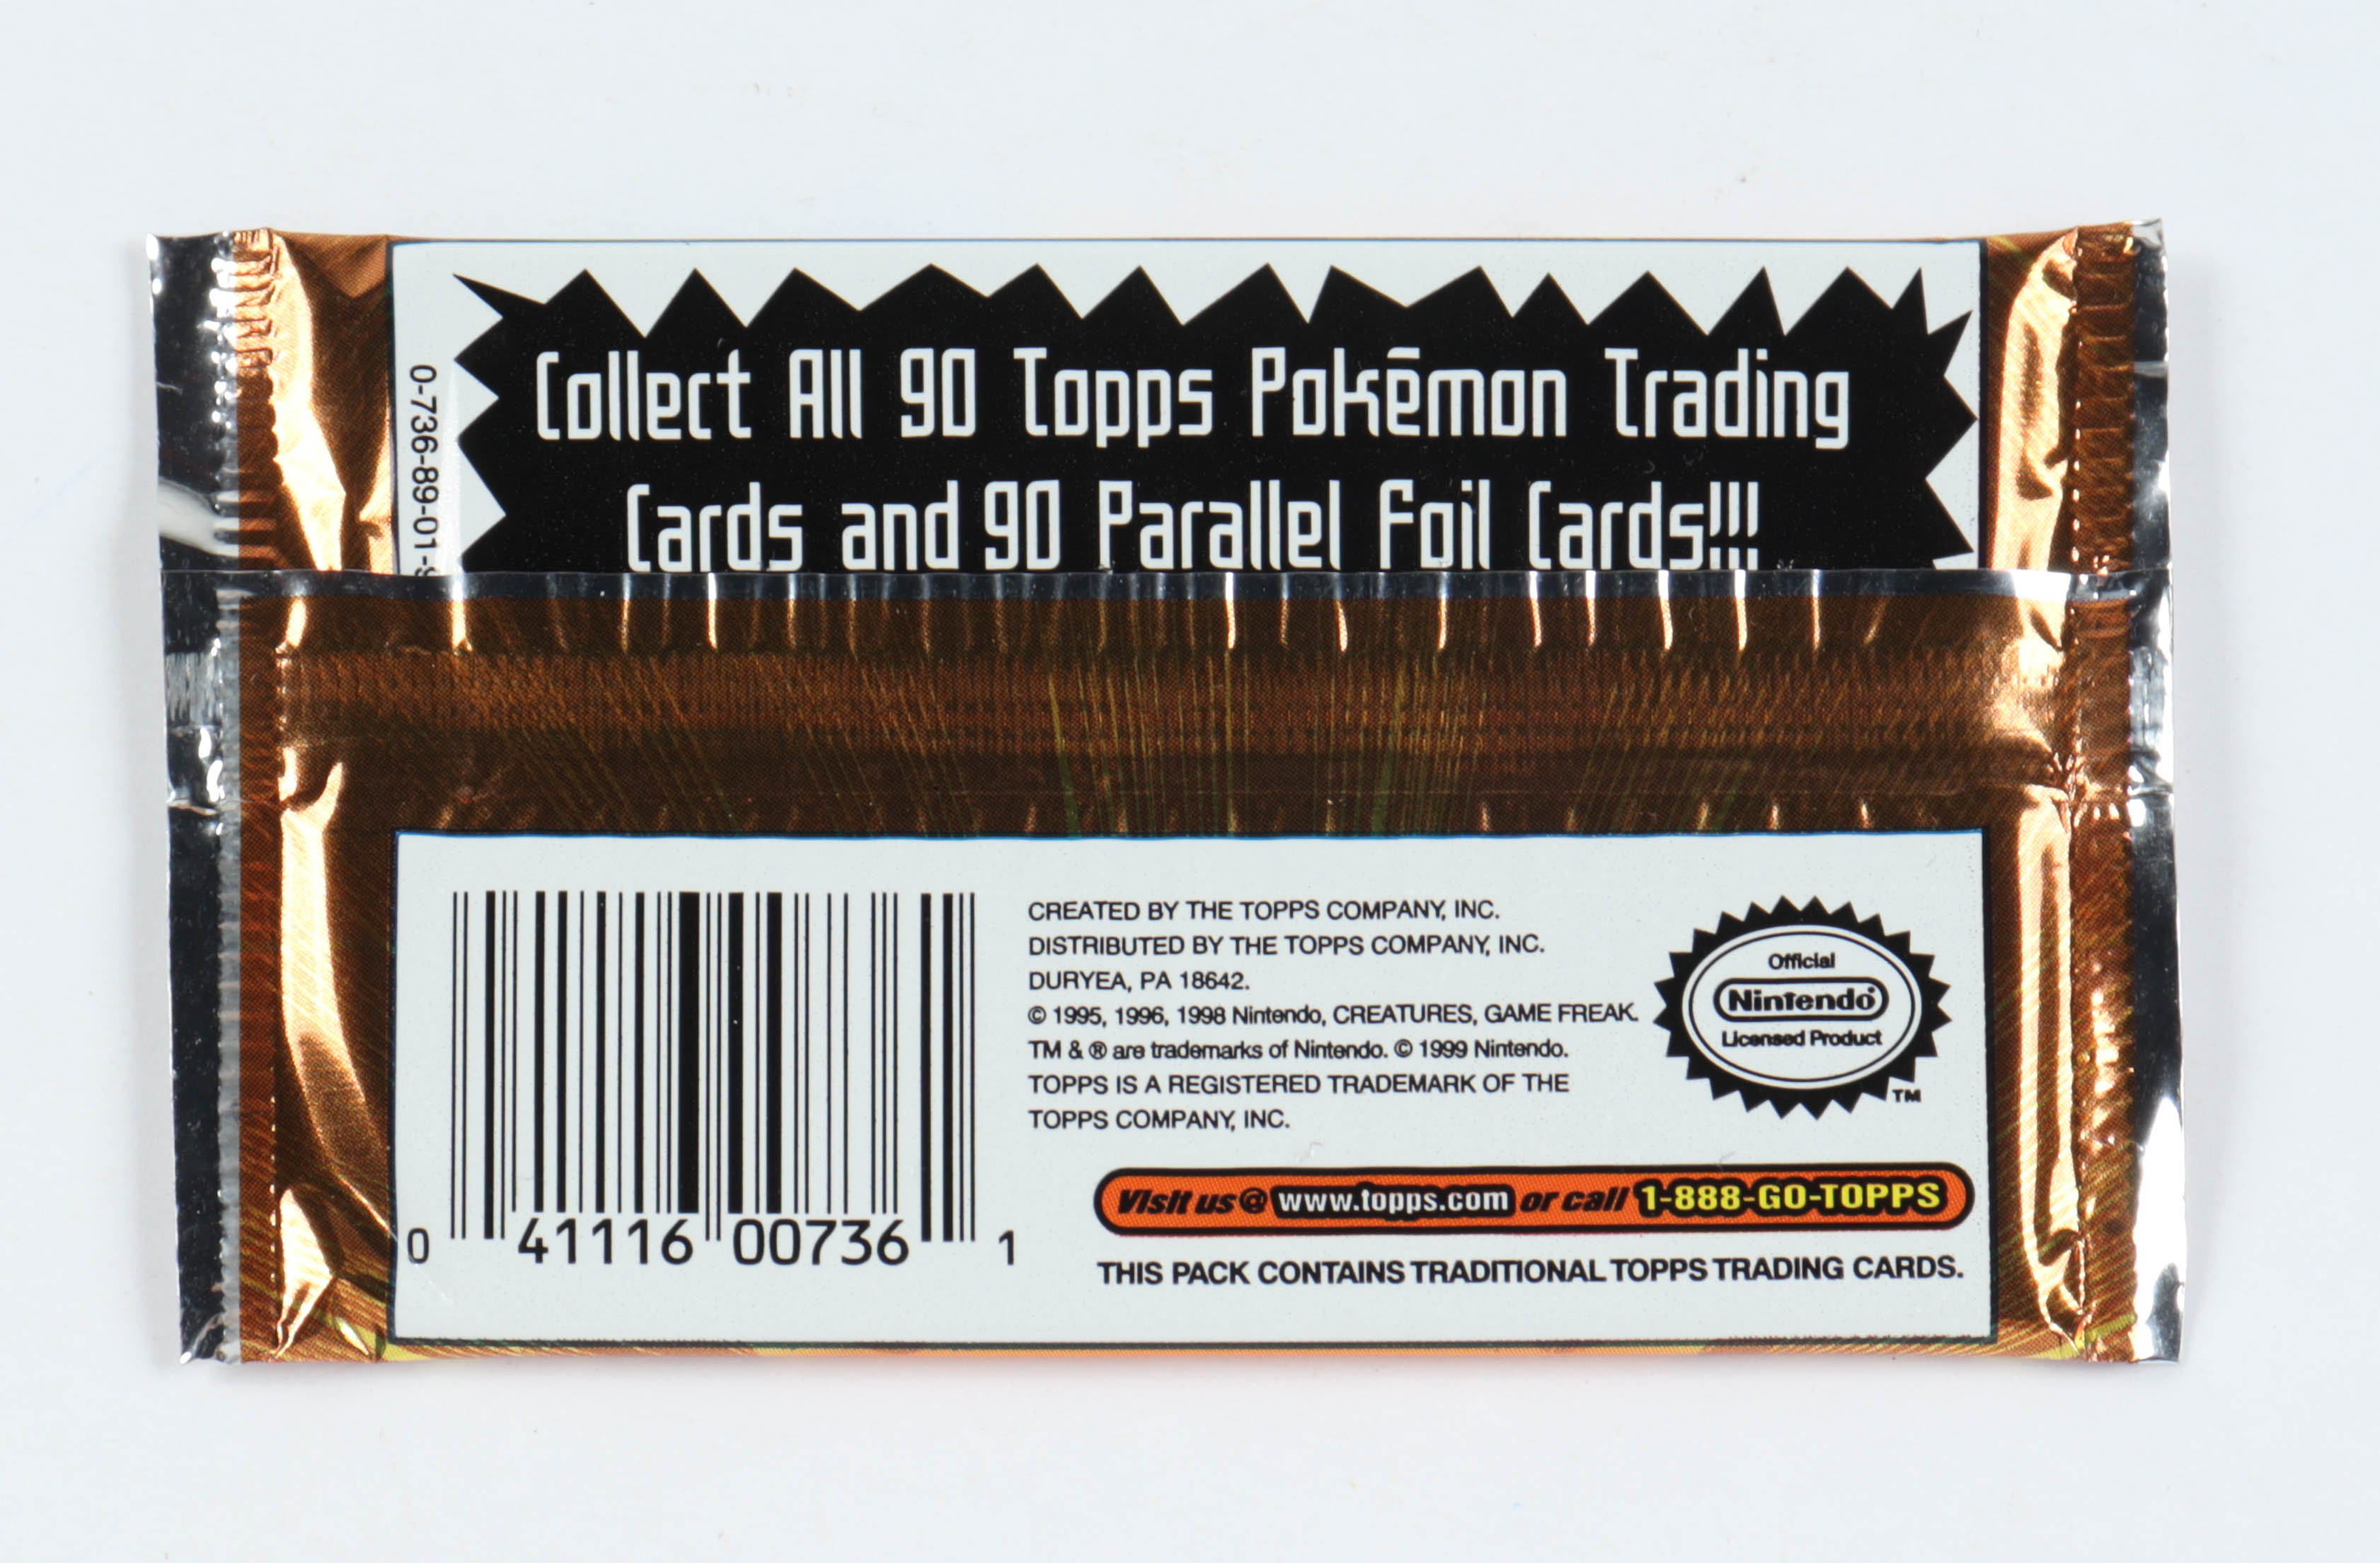 Collect All 90 Topps Pokēmon Trading
Cards and 90 Parallel Foil Cards!!!
0-736-89-01-9
CREATED BY THE TOPPS COMPANY, INC.
DISTRIBUTED BY THE TOPPS COMPANY, INC.
DURYEA, PA 18642.
© 1995, 1996, 1998 Nintendo, CREATURES, GAME FREAK.
TM & ® are trademarks of Nintendo. © 1999 Nintendo.
TOPPS IS A REGISTERED TRADEMARK OF THE
TOPPS COMPANY, INC.
Official
Nintendo®
Licensed Product
TM
Visit us @ www.topps.com or call 1-888-GO-TOPPS
THIS PACK CONTAINS TRADITIONAL TOPPS TRADING CARDS.
0 41116 00736 1